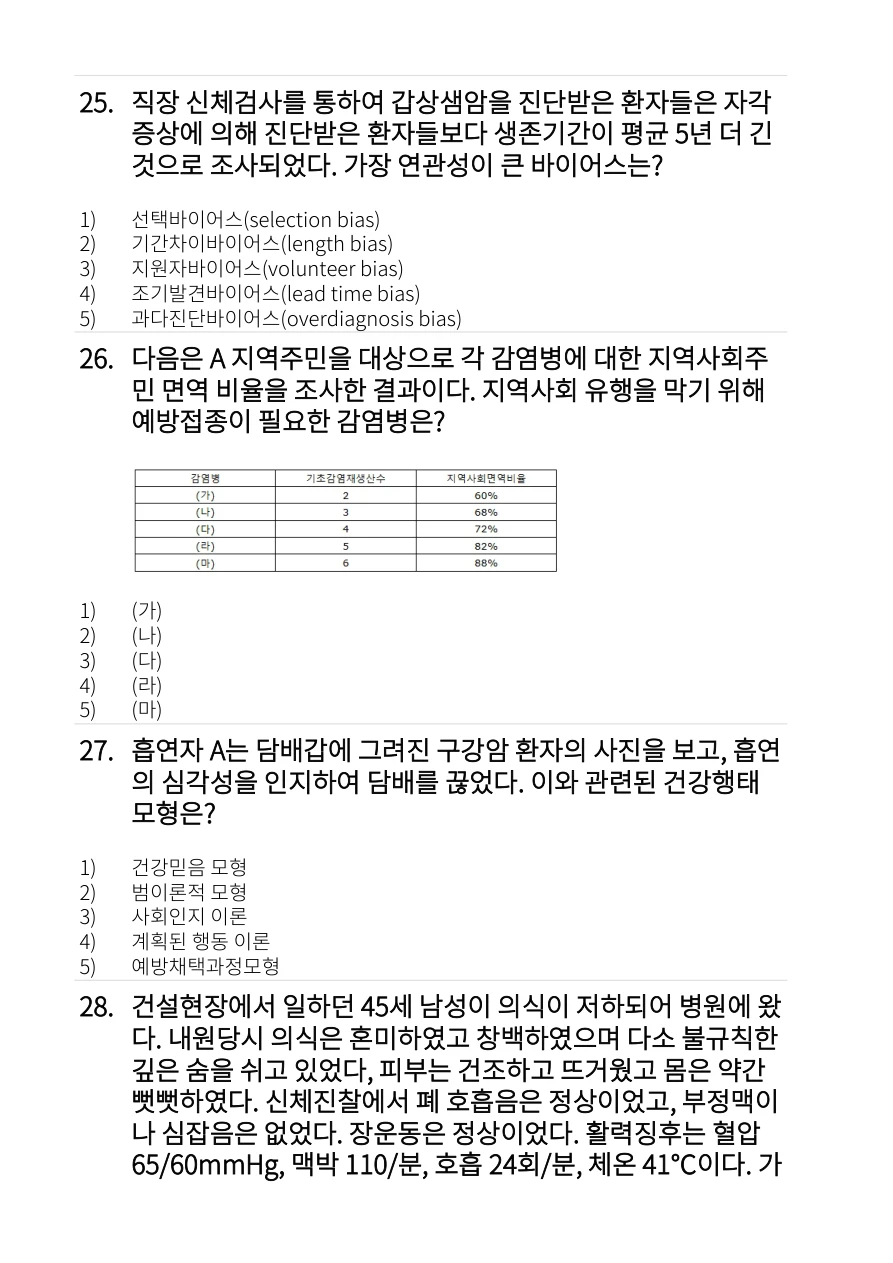 25. 직장 신체검사를 통하여 갑상샘암을 진단받은 환자들은 자각
증상에 의해 진단받은 환자들보다 생존기간이 평균 5년 더 긴
것으로 조사되었다. 가장 연관성이 큰 바이어스는?
1) 선택바이어스(selection bias)
2) 기간차이바이어스(length bias)
3) 지원자바이어스(volunteer bias)
4) 조기발견바이어스(lead time bias)
5) 과다진단바이어스(overdiagnosis bias)
26. 다음은 A 지역주민을 대상으로 각 감염병에 대한 지역사회주
민 면역 비율을 조사한 결과이다. 지역사회 유행을 막기 위해
예방접종이 필요한 감염병은?
감염병 기초감염재생산수 지역사회면역비율
(가) 2 60%
(나) 3 68%
(다) 4 72%
(라) 5 82%
(마) 6 88%
1) (가)
2) (나)
3) (다)
4) (라)
5) (마)
27. 흡연자 A는 담배갑에 그려진 구강암 환자의 사진을 보고, 흡연
의 심각성을 인지하여 담배를 끊었다. 이와 관련된 건강행태
모형은?
1) 건강믿음 모형
2) 범이론적 모형
3) 사회인지 이론
4) 계획된 행동 이론
5) 예방채택과정모형
28. 건설현장에서 일하던 45세 남성이 의식이 저하되어 병원에 왔
다. 내원당시 의식은 혼미하였고 창백하였으며 다소 불규칙한
깊은 숨을 쉬고 있었다, 피부는 건조하고 뜨거웠고 몸은 약간
뻣뻣하였다. 신체진찰에서 폐 호흡음은 정상이었고, 부정맥이
나 심잡음은 없었다. 장운동은 정상이었다. 활력징후는 혈압
65/60mmHg, 맥박 110/분, 호흡 24회/분, 체온 41℃이다. 가